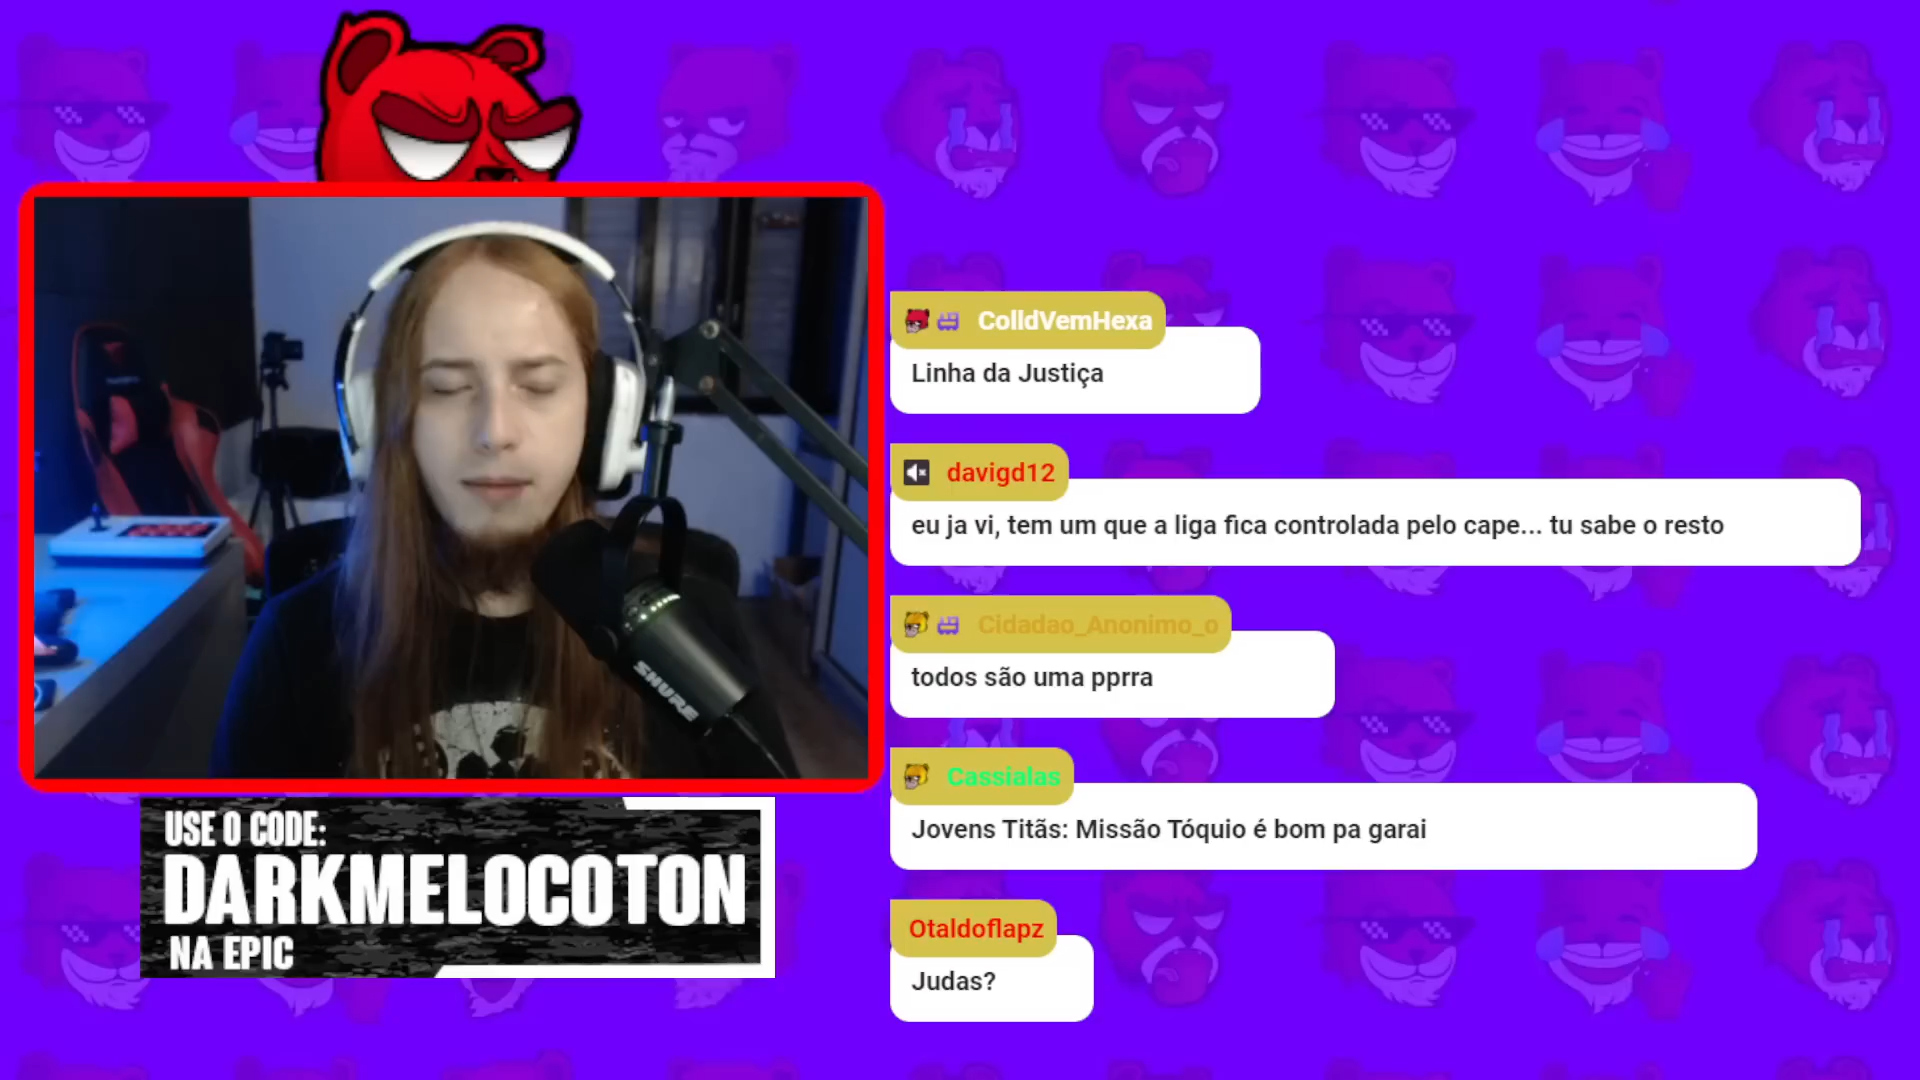 USE O CODE:
DARKMELOCOTON
NA EPIC
SHURE
ColldVemHexa
Linha da Justiça
davigd12
eu ja vi, tem um que a liga fica controlada pelo cape... tu sabe o resto
Cidadao_Anonimo_o
todos são uma pprra
Cassialas
Jovens Titãs: Missão Tóquio é bom pa garai
Otaldoflapz
Judas?